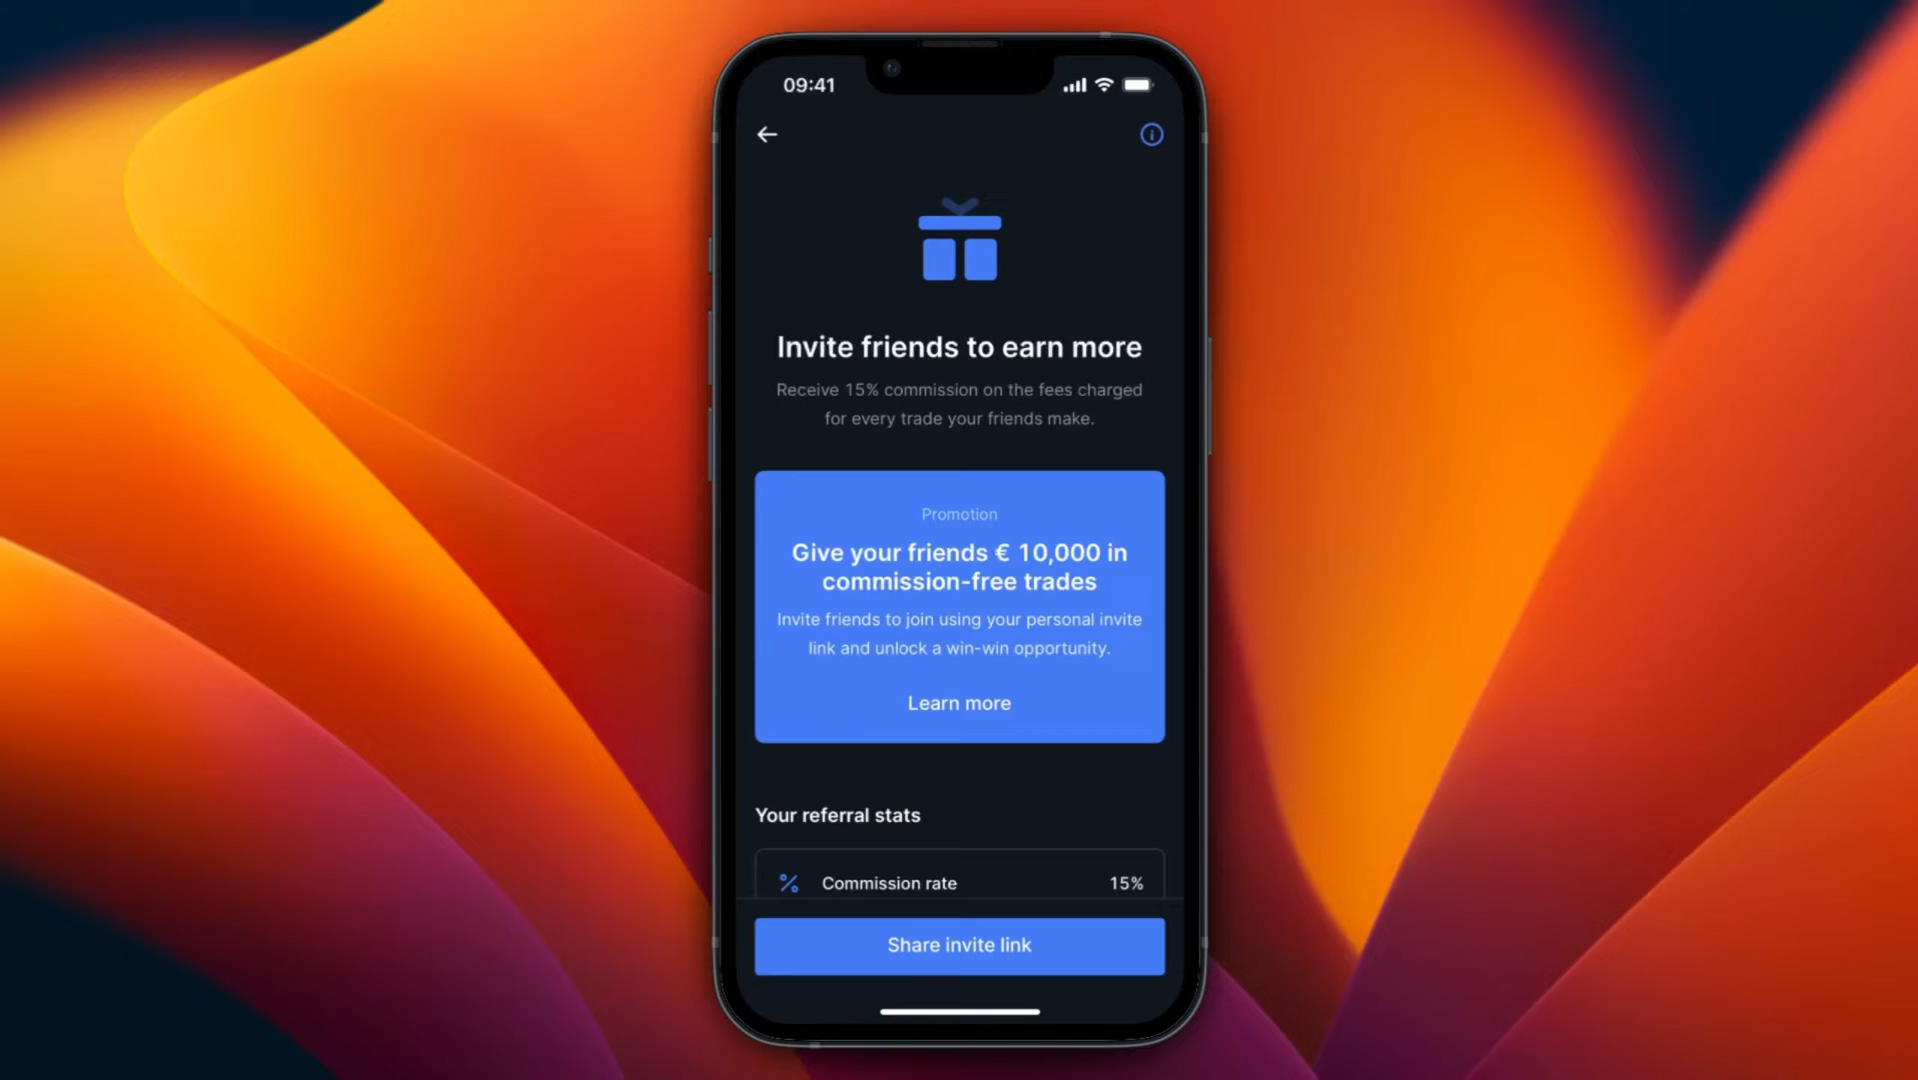 09:41
Invite friends to earn more
Receive 15% commission on the fees charged
for every trade your friends make.
Promotion
Give your friends € 10,000 in
commission-free trades
Invite friends to join using your personal invite
link and unlock a win-win opportunity.
Learn more
Your referral stats
Commission rate 15%
Share invite link